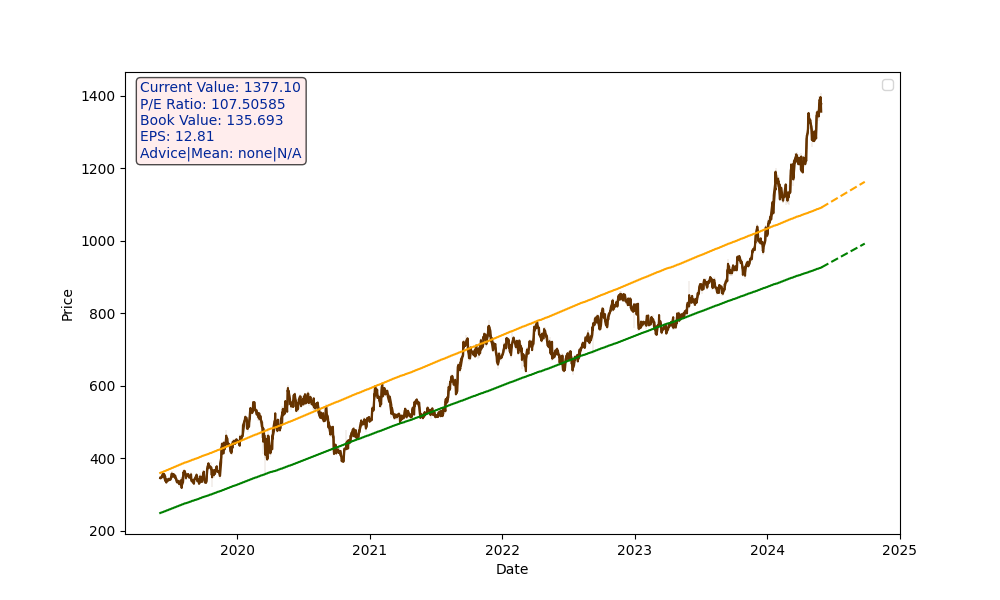 Current Value: 1377.10
P/E Ratio: 107.50585
Book Value: 135.693
EPS: 12.81
Advice|Mean: none|N/A
1400
1200
1000
800
600
400
200
Price
2020
2021
2022
2023
2024
2025
Date